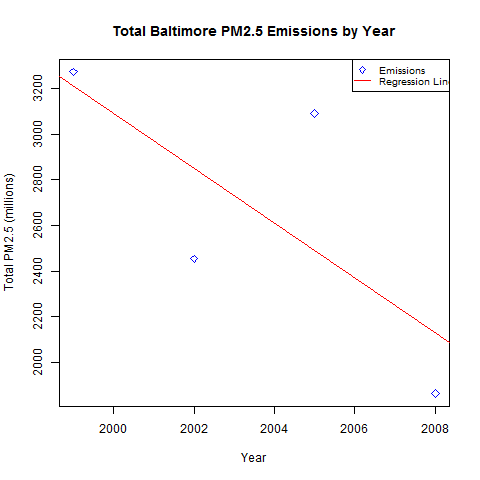 Total Baltimore PM2.5 Emissions by Year
Emissions
Regression Lin
Total PM2.5 (millions)
3200
3000
2800
2600
2400
2200
2000
2000 2002 2004 2006 2008
Year